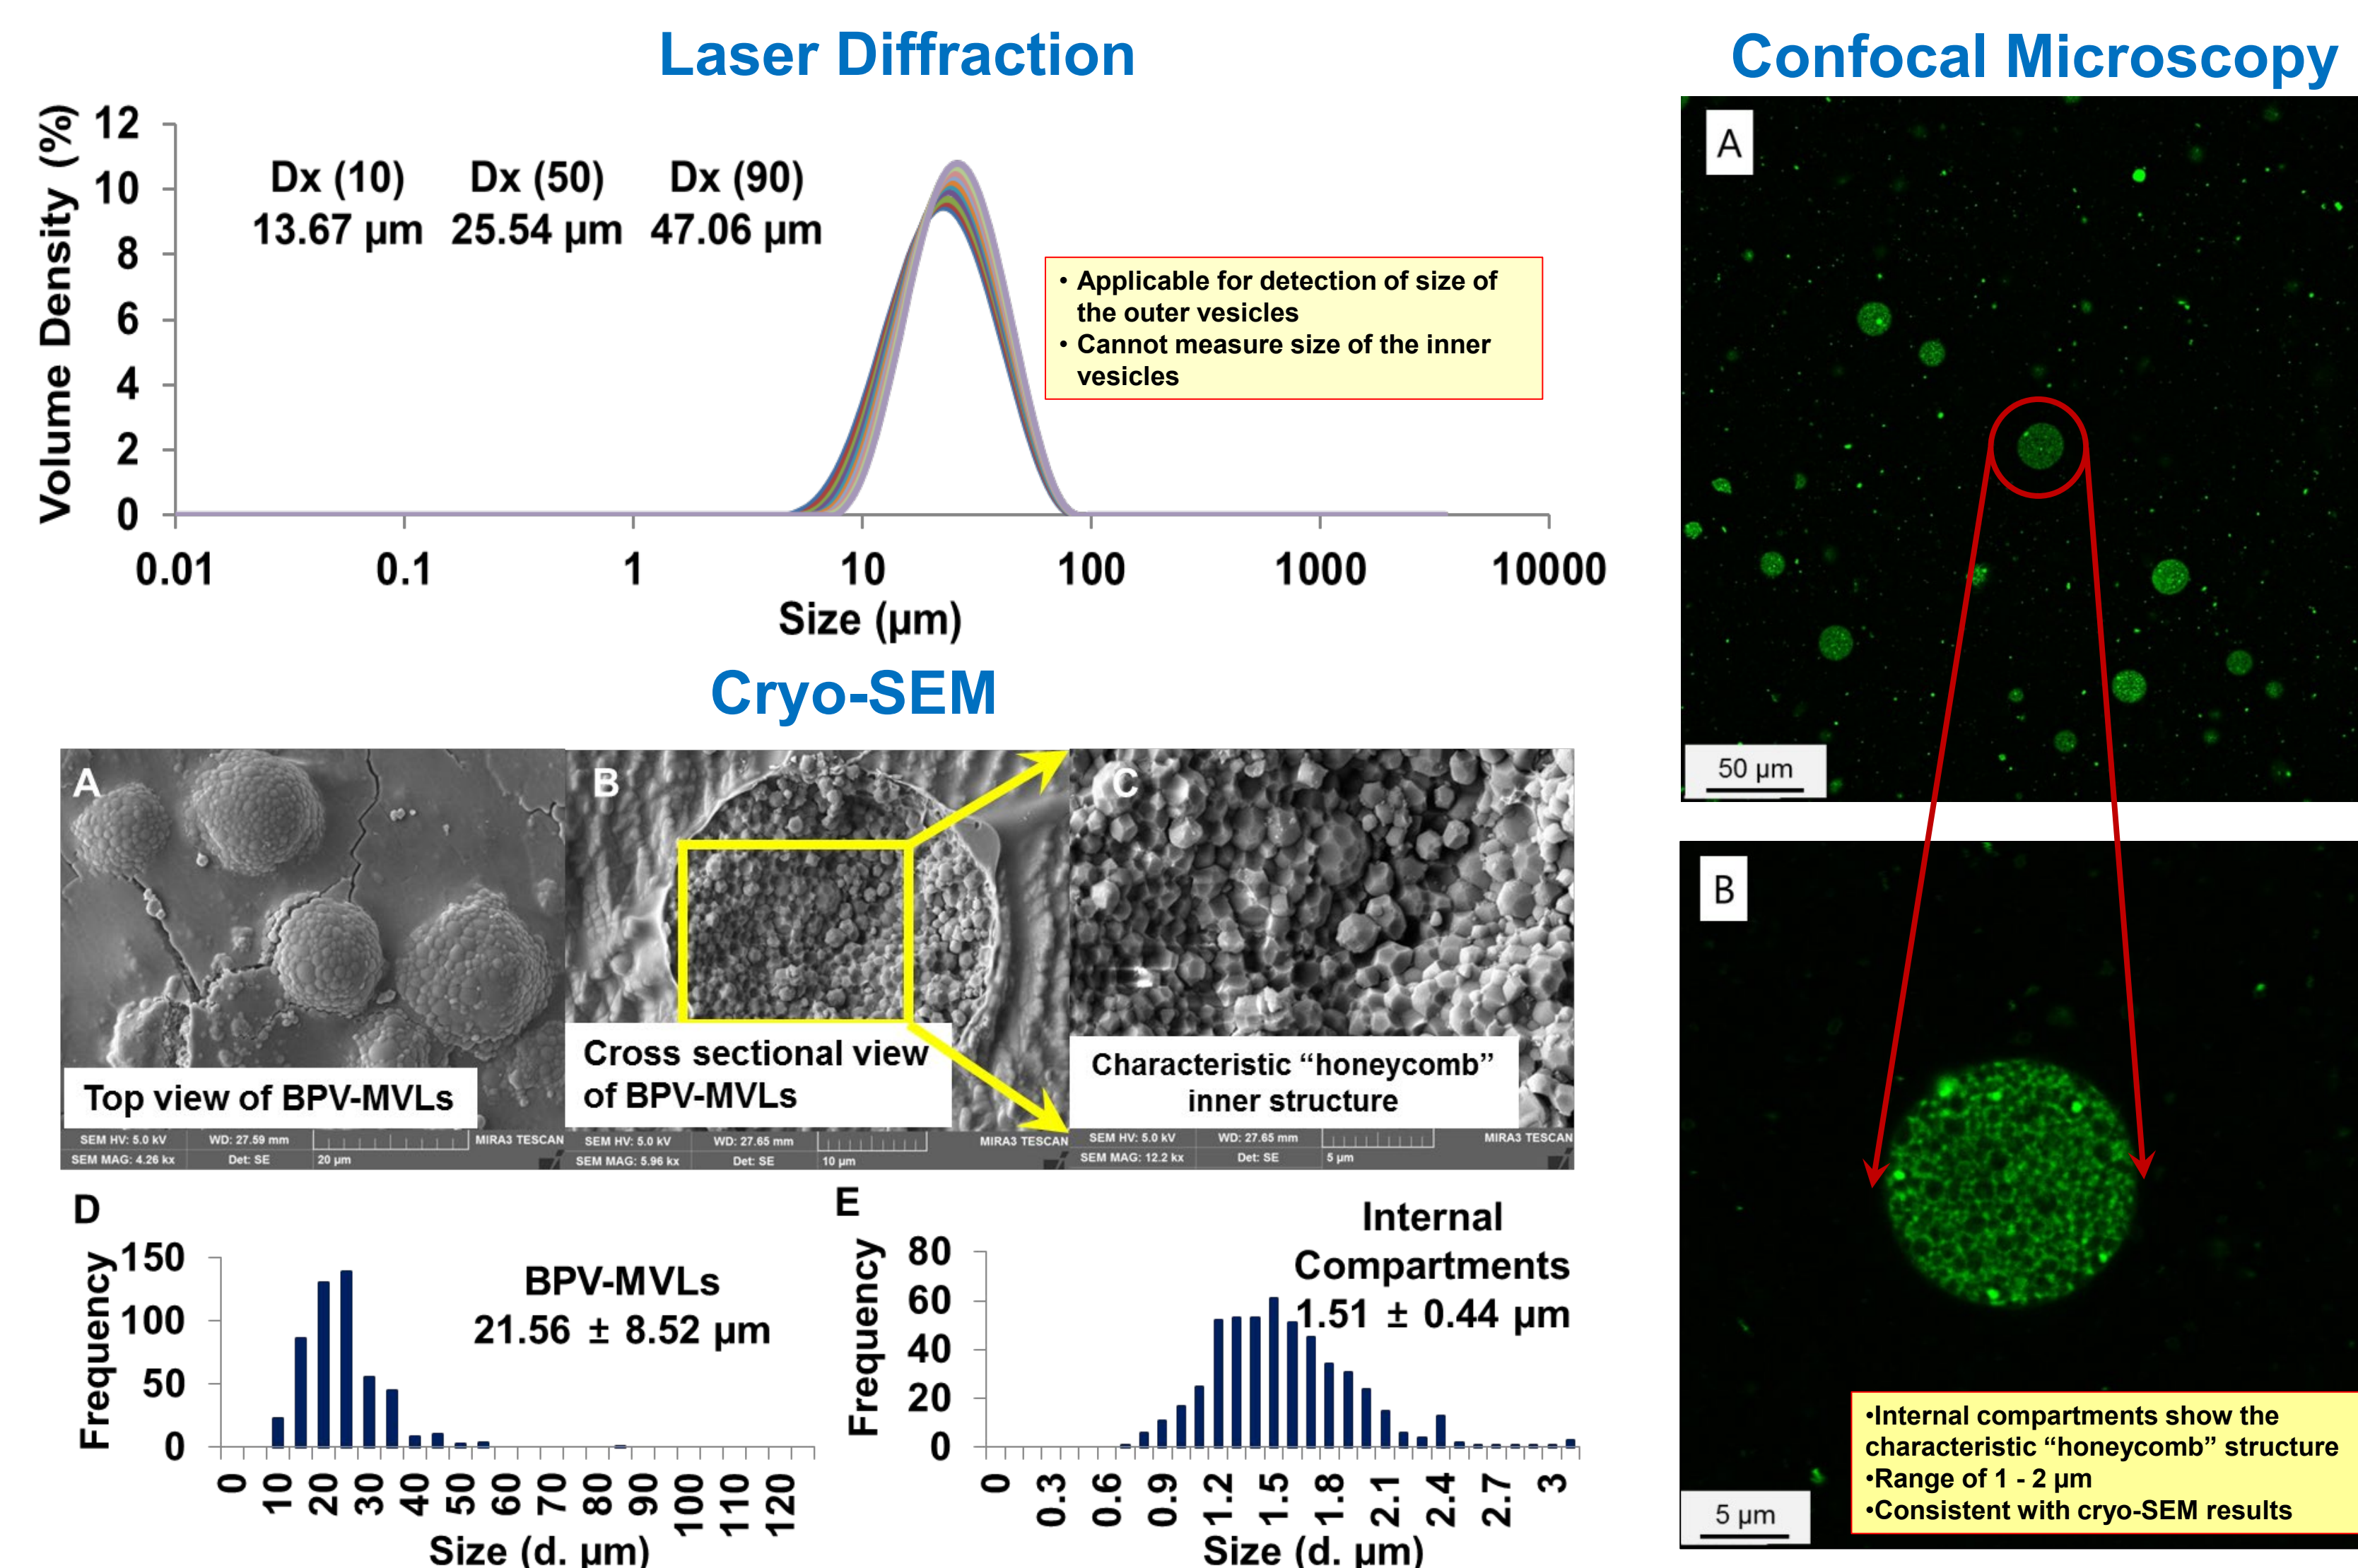 Laser Diffraction
Volume Density (%)
12
10
8
6
4
2
0
Dx (10) Dx (50) Dx (90)
13.67 µm 25.54 µm 47.06 µm
• Applicable for detection of size of
the outer vesicles
• Cannot measure size of the inner
vesicles
0.01 0.1 1 10 100 1000 10000
Size (µm)
Cryo-SEM
A
Top view of BPV-MVLs
SEM HV: 5.0 kV WD: 27.59 mm MIRA3 TESCAN
SEM MAG: 4.26 kx Det: SE 20 µm
B
Cross sectional view
of BPV-MVLs
SEM HV: 5.0 kV WD: 27.65 mm MIRA3 TESCAN
SEM MAG: 5.96 kx Det: SE 10 µm
C
Characteristic “honeycomb”
inner structure
SEM HV: 5.0 kV WD: 27.65 mm MIRA3 TESCAN
SEM MAG: 12.2 kx Det: SE 5 µm
D
Frequency
150
100
50
0
BPV-MVLs
21.56 ± 8.52 µm
0 10 20 30 40 50 60 70 80 90 100 110 120
Size (d. µm)
E
Frequency
80
60
40
20
0
Internal
Compartments
1.51 ± 0.44 µm
0 0.3 0.6 0.9 1.2 1.5 1.8 2.1 2.4 2.7 3
Size (d. µm)
Confocal Microscopy
A
50 µm
B
•Internal compartments show the
characteristic “honeycomb” structure
•Range of 1 - 2 µm
•Consistent with cryo-SEM results
5 µm